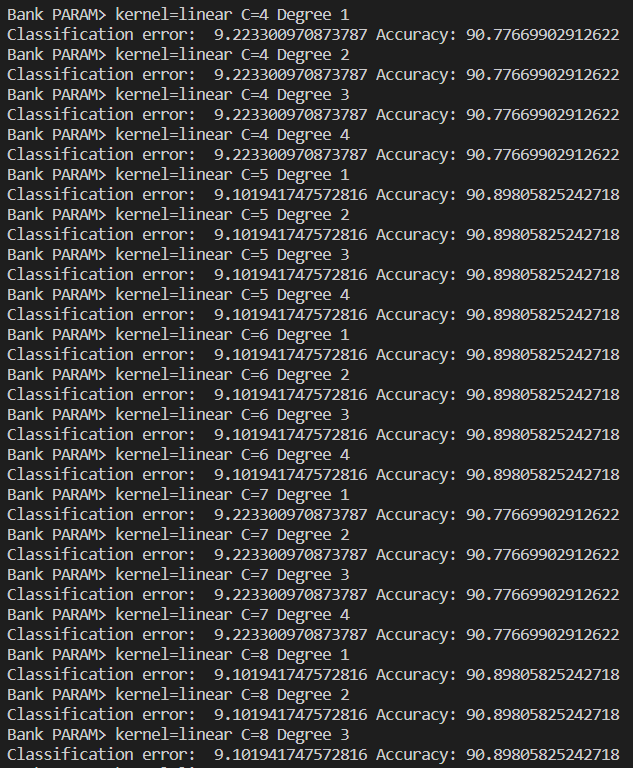 Bank PARAM> kernel=linear C=4 Degree 1
Classification error:  9.223300970873787 Accuracy: 90.77669902912622
Bank PARAM> kernel=linear C=4 Degree 2
Classification error:  9.223300970873787 Accuracy: 90.77669902912622
Bank PARAM> kernel=linear C=4 Degree 3
Classification error:  9.223300970873787 Accuracy: 90.77669902912622
Bank PARAM> kernel=linear C=4 Degree 4
Classification error:  9.223300970873787 Accuracy: 90.77669902912622
Bank PARAM> kernel=linear C=5 Degree 1
Classification error:  9.101941747572816 Accuracy: 90.89805825242718
Bank PARAM> kernel=linear C=5 Degree 2
Classification error:  9.101941747572816 Accuracy: 90.89805825242718
Bank PARAM> kernel=linear C=5 Degree 3
Classification error:  9.101941747572816 Accuracy: 90.89805825242718
Bank PARAM> kernel=linear C=5 Degree 4
Classification error:  9.101941747572816 Accuracy: 90.89805825242718
Bank PARAM> kernel=linear C=6 Degree 1
Classification error:  9.101941747572816 Accuracy: 90.89805825242718
Bank PARAM> kernel=linear C=6 Degree 2
Classification error:  9.101941747572816 Accuracy: 90.89805825242718
Bank PARAM> kernel=linear C=6 Degree 3
Classification error:  9.101941747572816 Accuracy: 90.89805825242718
Bank PARAM> kernel=linear C=6 Degree 4
Classification error:  9.101941747572816 Accuracy: 90.89805825242718
Bank PARAM> kernel=linear C=7 Degree 1
Classification error:  9.223300970873787 Accuracy: 90.77669902912622
Bank PARAM> kernel=linear C=7 Degree 2
Classification error:  9.223300970873787 Accuracy: 90.77669902912622
Bank PARAM> kernel=linear C=7 Degree 3
Classification error:  9.223300970873787 Accuracy: 90.77669902912622
Bank PARAM> kernel=linear C=7 Degree 4
Classification error:  9.223300970873787 Accuracy: 90.77669902912622
Bank PARAM> kernel=linear C=8 Degree 1
Classification error:  9.101941747572816 Accuracy: 90.89805825242718
Bank PARAM> kernel=linear C=8 Degree 2
Classification error:  9.101941747572816 Accuracy: 90.89805825242718
Bank PARAM> kernel=linear C=8 Degree 3
Classification error:  9.101941747572816 Accuracy: 90.89805825242718